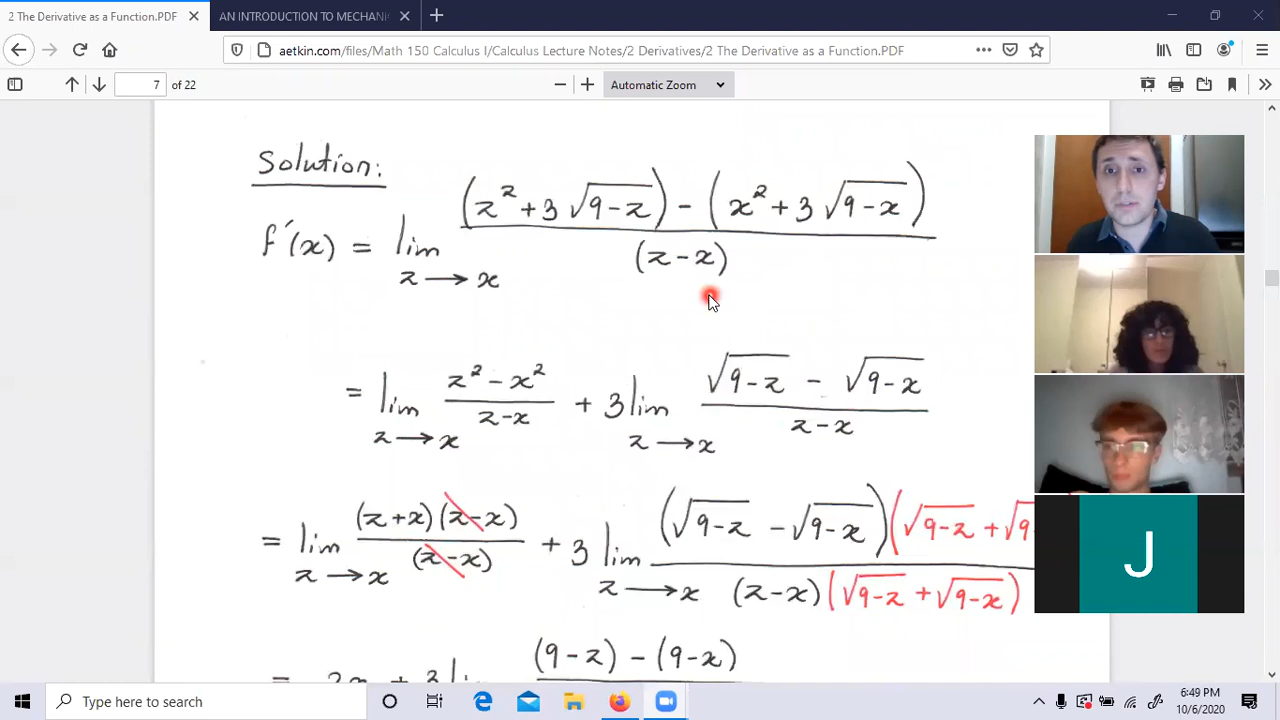 2 The Derivative as a Function.PDF
AN INTRODUCTION TO MECHANI
aetkin.com/files/Math 150 Calculus I/Calculus Lecture Notes/2 Derivatives/2 The Derivative as a Function.PDF
7 of 22
Automatic Zoom
Solution:
f′(x) = lim z→x ((z² + 3√(9-z)) - (x² + 3√(9-x))) / (z-x)
= lim z→x (z² - x²)/(z-x) + 3 lim z→x (√(9-z) - √(9-x))/(z-x)
= lim z→x (z+x)(z-x)/(z-x) + 3 lim z→x (√(9-z) - √(9-x))(√(9-z) + √9 / (z-x)(√(9-z) + √(9-x))
= 2x + 3 lim (9-z) - (9-x)
J
Type here to search
6:49 PM
10/6/2020